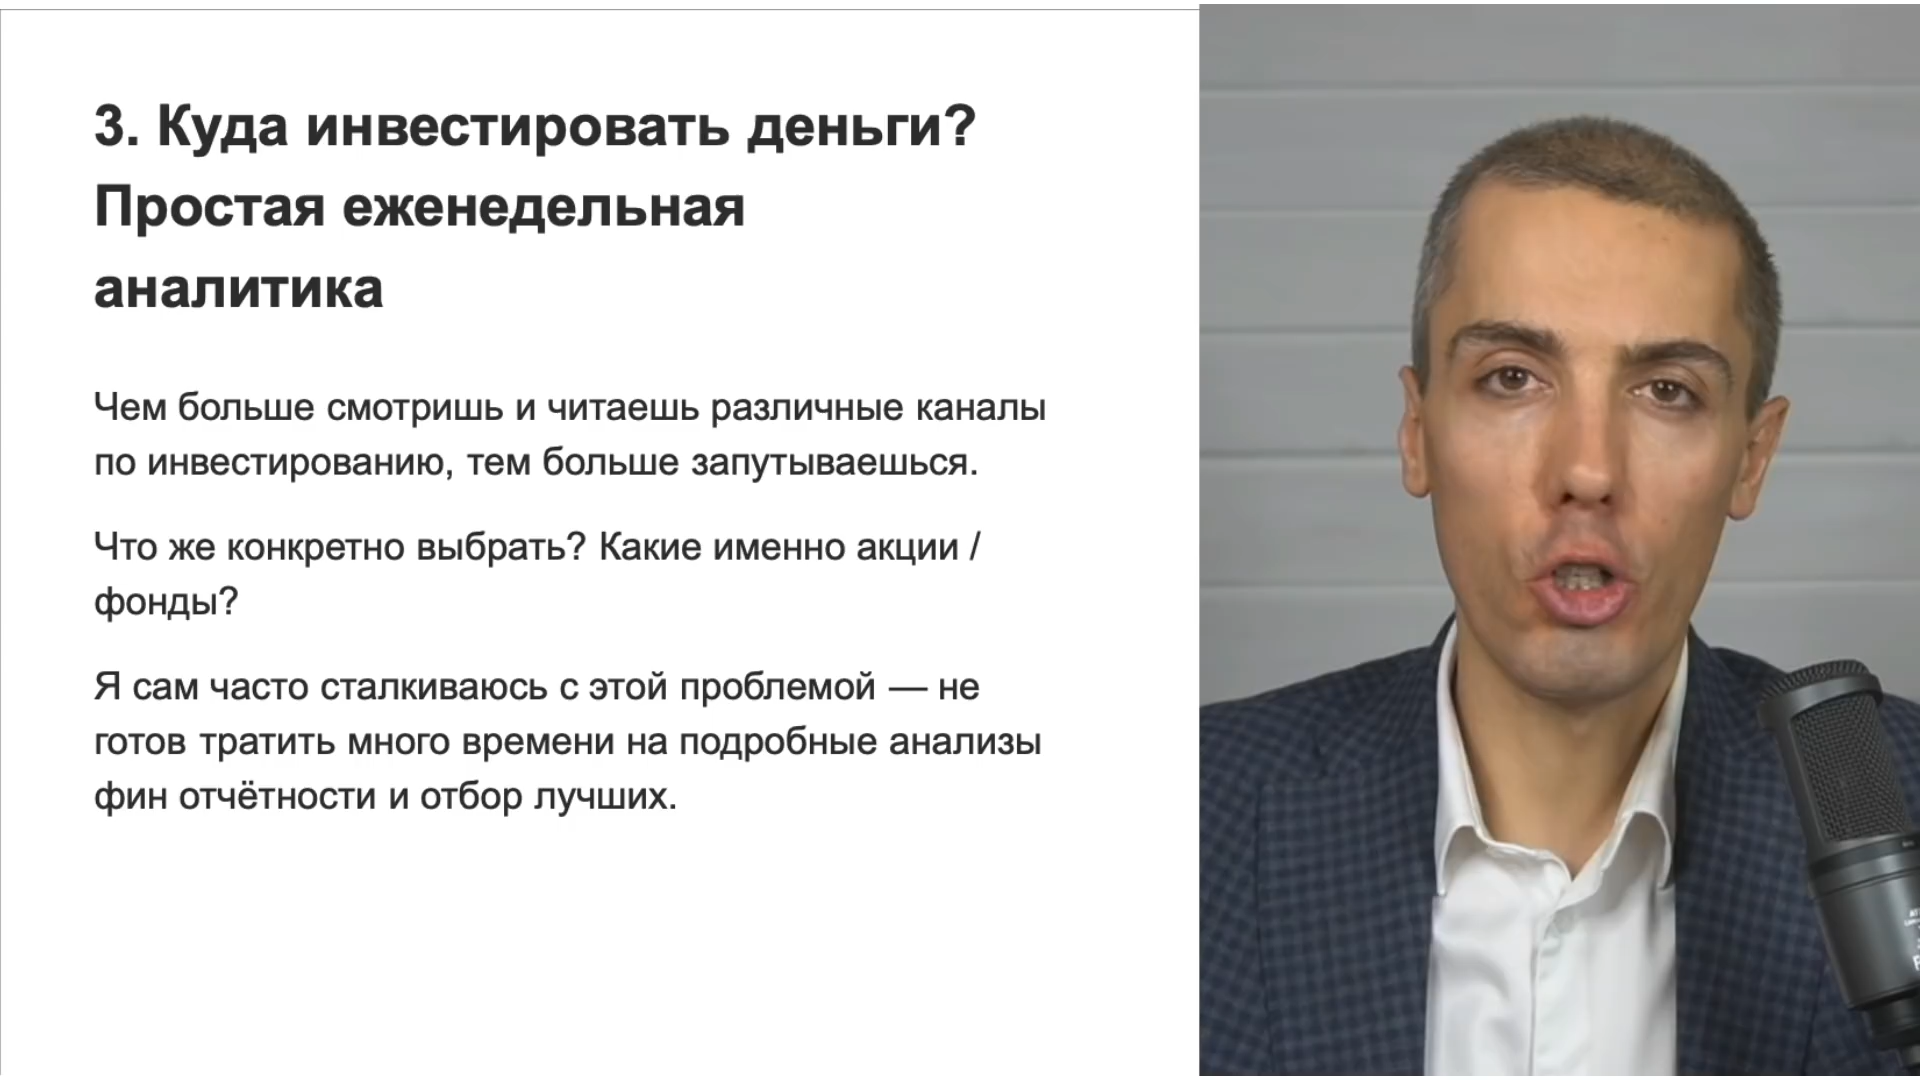 3. Куда инвестировать деньги?
Простая еженедельная
аналитика
Чем больше смотришь и читаешь различные каналы
по инвестированию, тем больше запутываешься.
Что же конкретно выбрать? Какие именно акции /
фонды?
Я сам часто сталкиваюсь с этой проблемой — не
готов тратить много времени на подробные анализы
фин отчётности и отбор лучших.